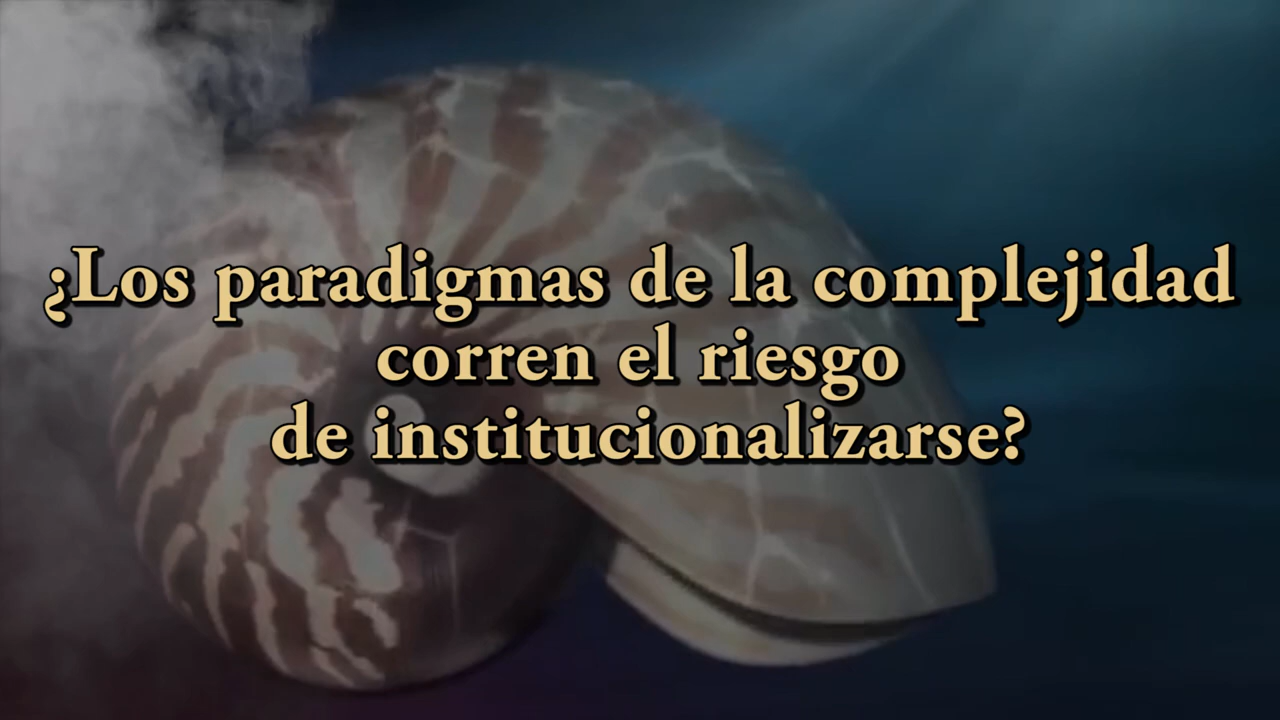 ¿Los paradigmas de la complejidad
corren el riesgo
de institucionalizarse?